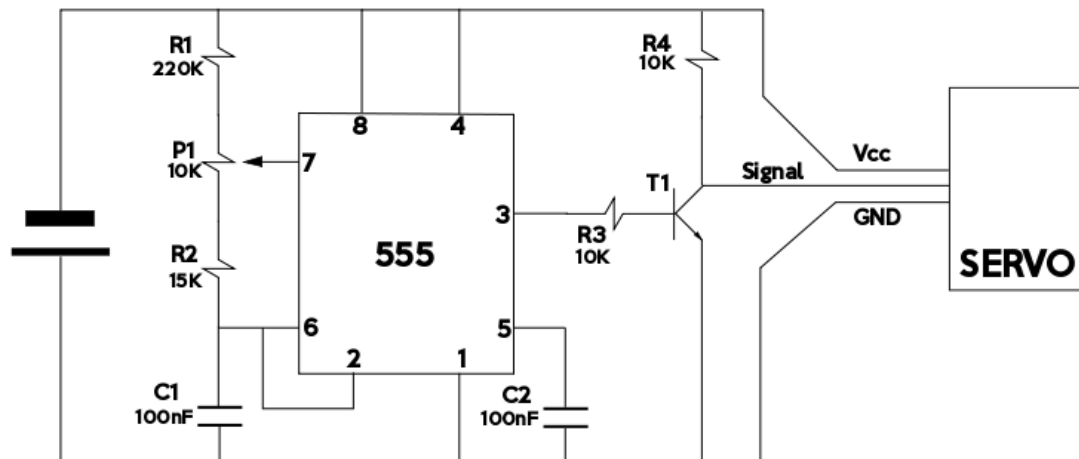 R1
220K
R4
10K
8
4
P1
10K
7
Vcc
Signal
T1
3
GND
R3
10K
R2
15K
555
SERVO
6
5
2
1
C1
100nF
C2
100nF